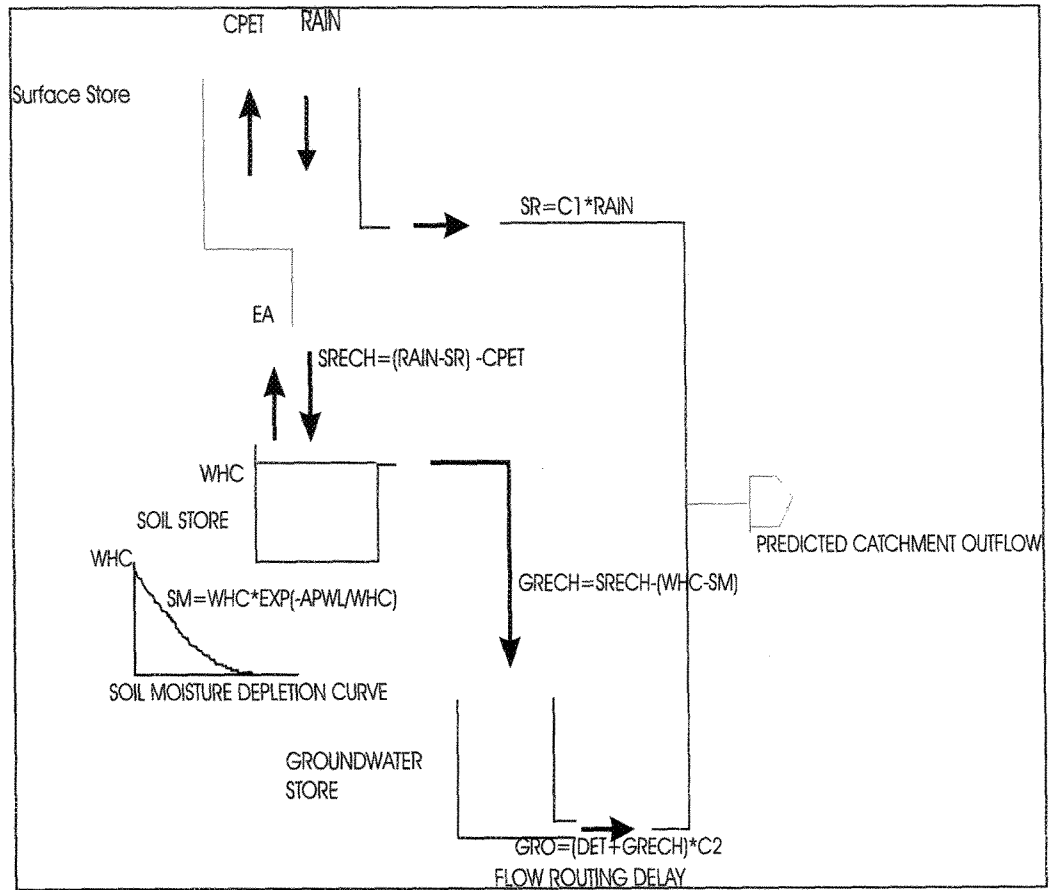 CPET RAIN
Surface Store
SR=C1*RAIN
EA
SRECH=(RAIN-SR) -CPET
WHC
SOIL STORE
PREDICTED CATCHMENT OUTFLOW
WHC
GRECH=SRECH-(WHC-SM)
SM=WHC*EXP(-APWL/WHC)
SOIL MOISTURE DEPLETION CURVE
GROUNDWATER
STORE
GRO=(DET+GRECH)*C2
FLOW ROUTING DELAY